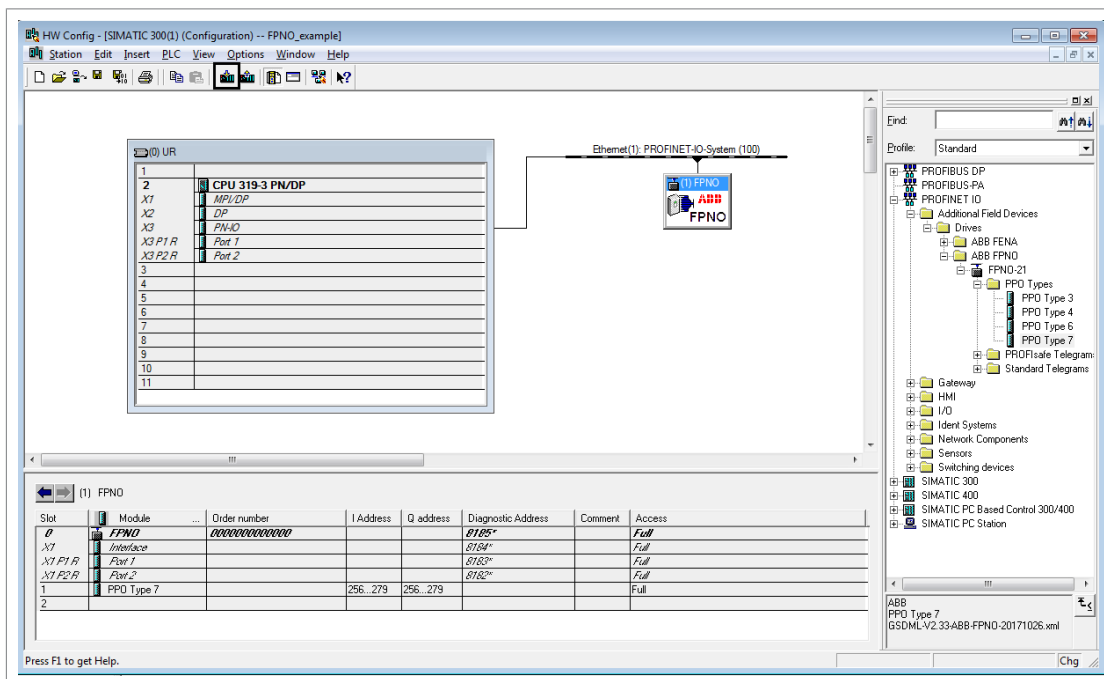 HW Config - [SIMATIC 300(1) (Configuration) -- FPNO_example]
Station Edit Insert PLC View Options Window Help
(0) UR
1
2 CPU 319-3 PN/DP
X1 MPI/DP
X2 DP
X3 PN-IO
X3 P1 R Port 1
X3 P2 R Port 2
3
4
5
6
7
8
9
10
11
Ethernet(1): PROFINET-IO-System (100)
(1) FPNO
ABB
FPNO
Find:
Profile: Standard
PROFIBUS DP
PROFIBUS-PA
PROFINET IO
Additional Field Devices
Drives
ABB FENA
ABB FPNO
FPNO-21
PPO Types
PPO Type 3
PPO Type 4
PPO Type 6
PPO Type 7
PROFIsafe Telegram
Standard Telegrams
Gateway
HMI
I/O
Ident Systems
Network Components
Sensors
Switching devices
SIMATIC 300
SIMATIC 400
SIMATIC PC Based Control 300/400
SIMATIC PC Station
ABB
PPO Type 7
GSDML-V2.33-ABB-FPNO-20171026.xml
(1) FPNO
Slot Module ... Order number I Address Q address Diagnostic Address Comment Access
0 FPNO 0000000000000 8185* Full
X1 Interface 8184* Full
X1 P1 R Port 1 8183* Full
X1 P2 R Port 2 8182* Full
1 PPO Type 7 256...279 256...279 Full
2
Press F1 to get Help. Chg